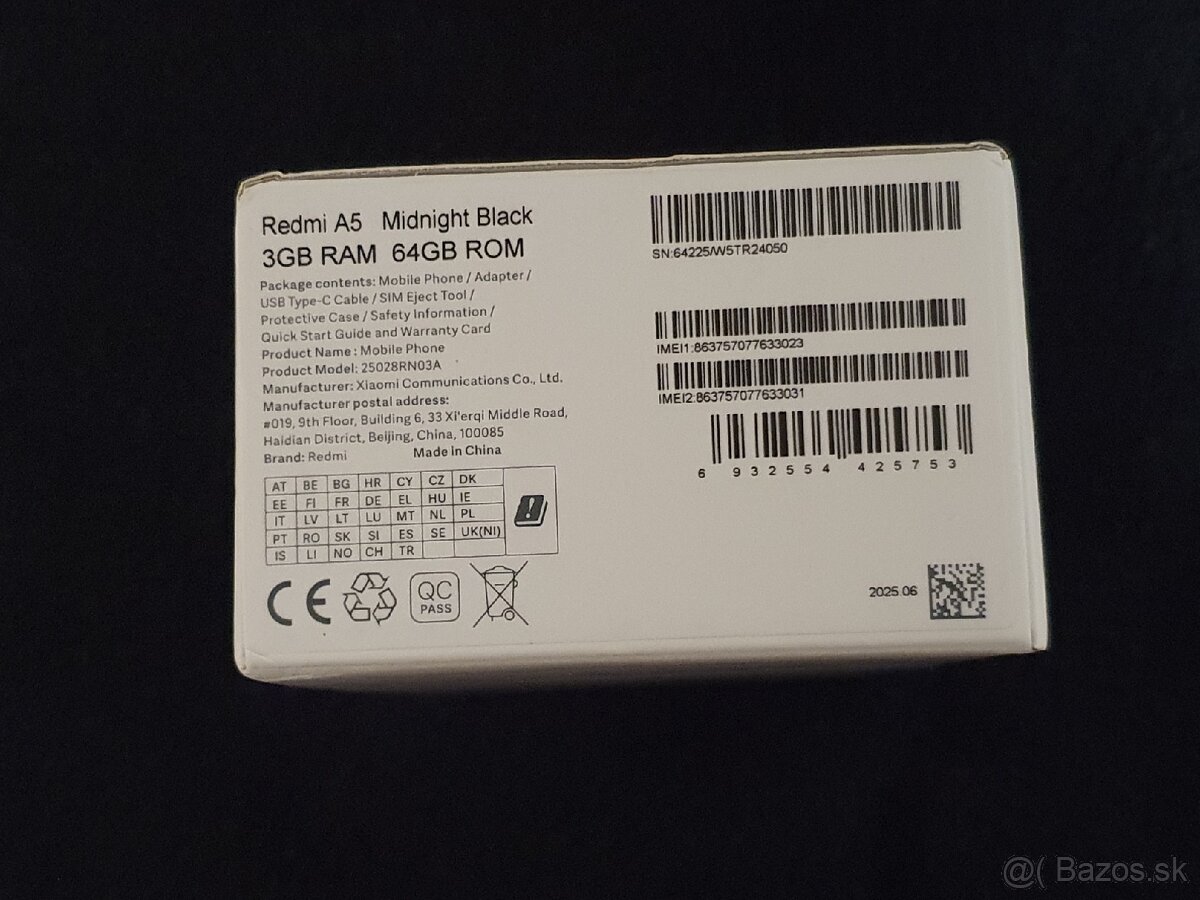 Redmi A5 Midnight Black
3GB RAM 64GB ROM
Package contents: Mobile Phone / Adapter /
USB Type-C Cable / SIM Eject Tool /
Protective Case / Safety Information /
Quick Start Guide and Warranty Card
Product Name : Mobile Phone
Product Model: 25028RN03A
Manufacturer: Xiaomi Communications Co., Ltd.
Manufacturer postal address:
#019, 9th Floor, Building 6, 33 Xi'erqi Middle Road,
Haidian District, Beijing, China, 100085
Brand: Redmi Made in China
AT BE BG HR CY CZ DK
EE FI FR DE EL HU IE
IT LV LT LU MT NL PL
PT RO SK SI ES SE UK(NI)
IS LI NO CH TR
CE
QC
PASS
SN:64225/W5TR24050
IMEI1:863757077633023
IMEI2:863757077633031
6 932554 425753
2025.06
@( Bazos.sk